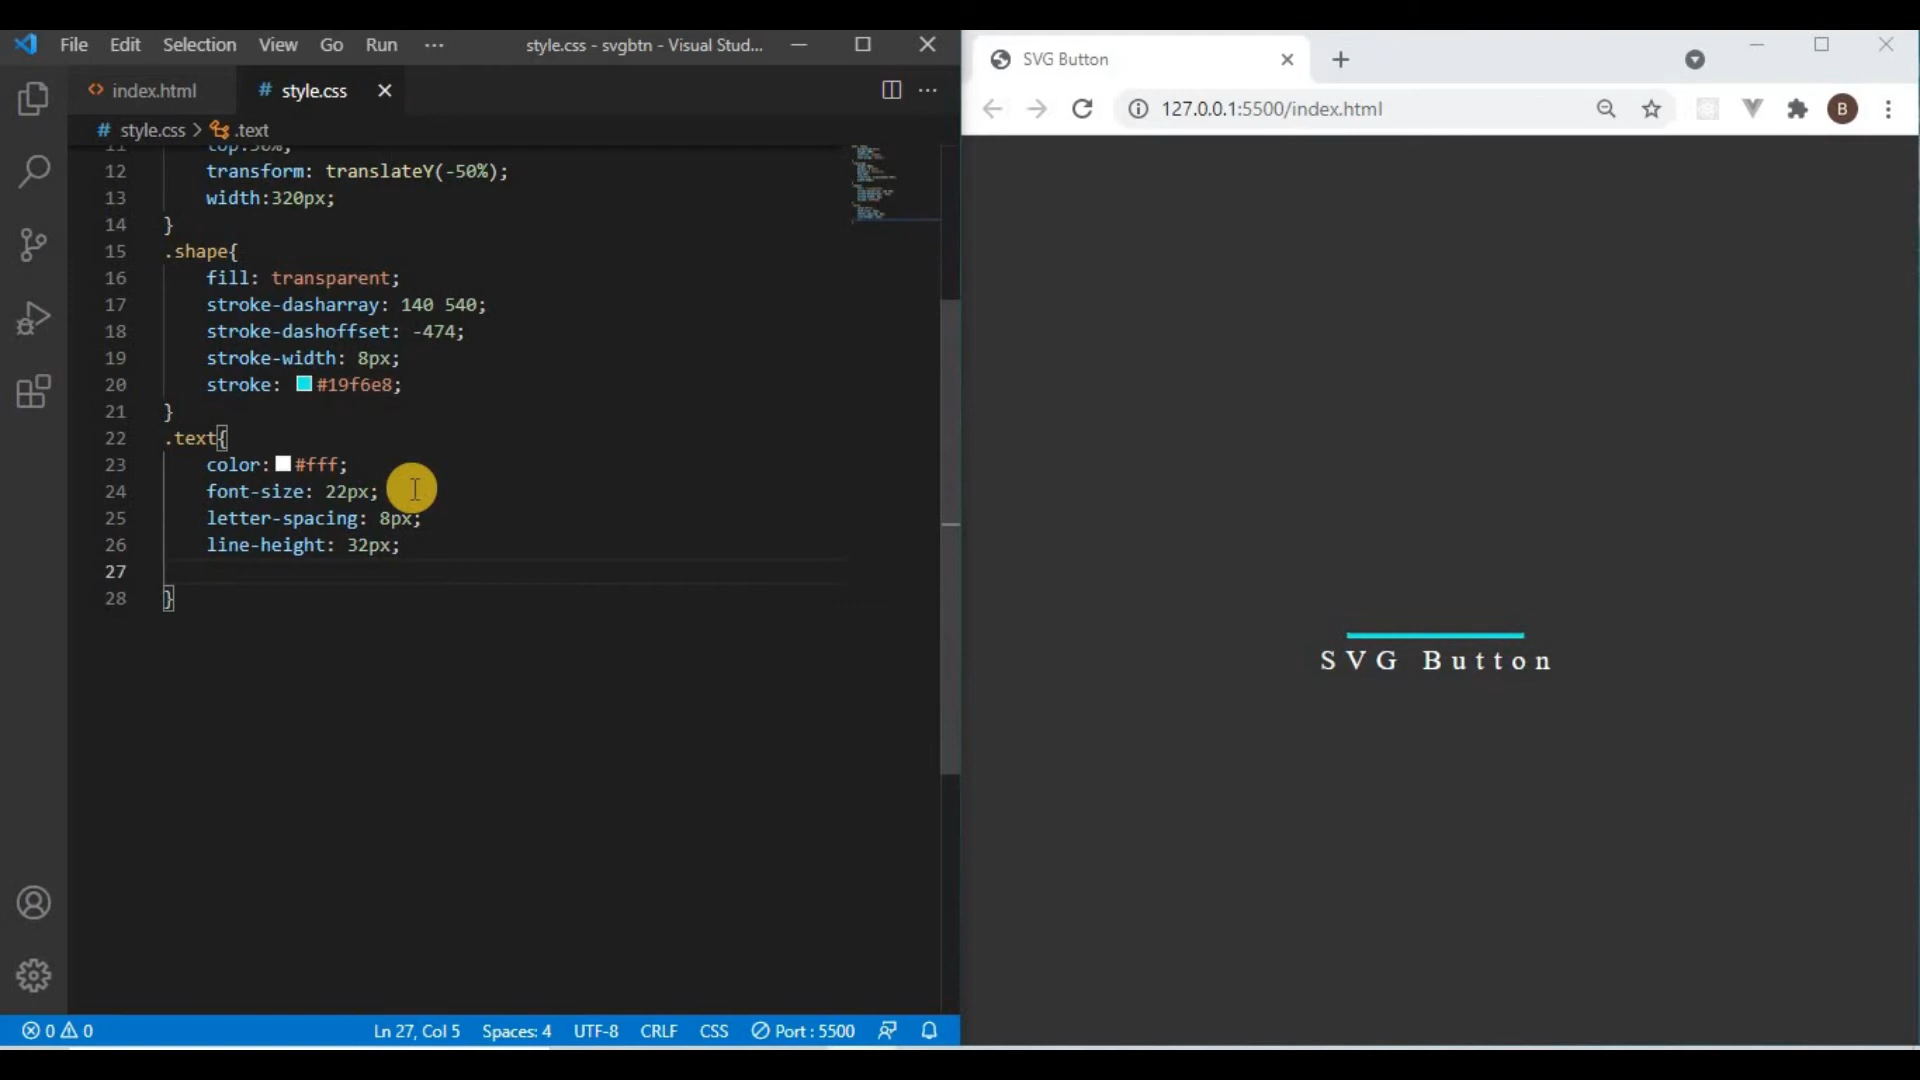 File Edit Selection View Go Run ··· style.css - svgbtn - Visual Stud...
index.html # style.css
# style.css > .text
11 top:50%;
12 transform: translateY(-50%);
13 width:320px;
14 }
15 .shape{
16 fill: transparent;
17 stroke-dasharray: 140 540;
18 stroke-dashoffset: -474;
19 stroke-width: 8px;
20 stroke: #19f6e8;
21 }
22 .text{
23 color: #fff;
24 font-size: 22px;
25 letter-spacing: 8px;
26 line-height: 32px;
27
28 }
0 0 Ln 27, Col 5 Spaces: 4 UTF-8 CRLF CSS Port : 5500
SVG Button
127.0.0.1:5500/index.html B
SVG Button